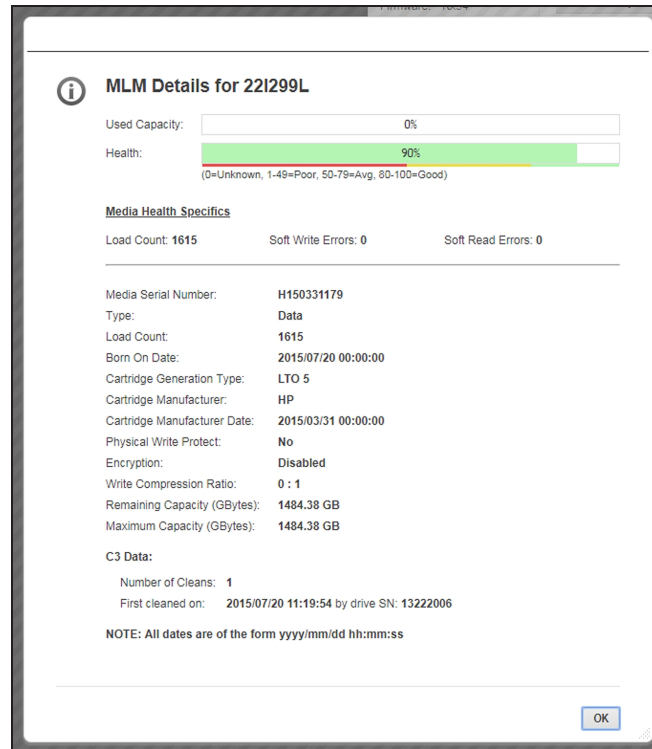 MLM Details for 22I299L
Used Capacity: 0%
Health: 90%
(0=Unknown, 1-49=Poor, 50-79=Avg, 80-100=Good)
Media Health Specifics
Load Count: 1615 Soft Write Errors: 0 Soft Read Errors: 0
Media Serial Number: H150331179
Type: Data
Load Count: 1615
Born On Date: 2015/07/20 00:00:00
Cartridge Generation Type: LTO 5
Cartridge Manufacturer: HP
Cartridge Manufacturer Date: 2015/03/31 00:00:00
Physical Write Protect: No
Encryption: Disabled
Write Compression Ratio: 0 : 1
Remaining Capacity (GBytes): 1484.38 GB
Maximum Capacity (GBytes): 1484.38 GB
C3 Data:
Number of Cleans: 1
First cleaned on: 2015/07/20 11:19:54 by drive SN: 13222006
NOTE: All dates are of the form yyyy/mm/dd hh:mm:ss
OK